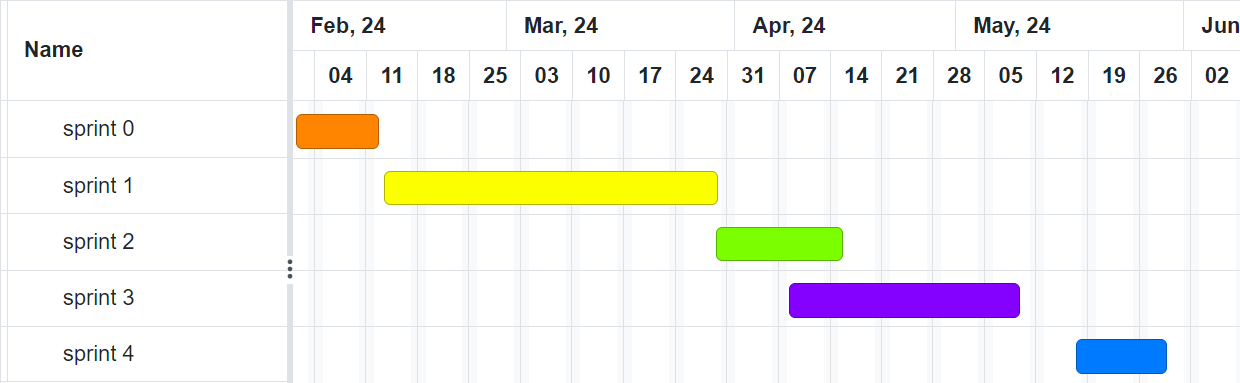 Name
Feb, 24 Mar, 24 Apr, 24 May, 24 Jun
04 11 18 25 03 10 17 24 31 07 14 21 28 05 12 19 26 02
sprint 0
sprint 1
sprint 2
sprint 3
sprint 4